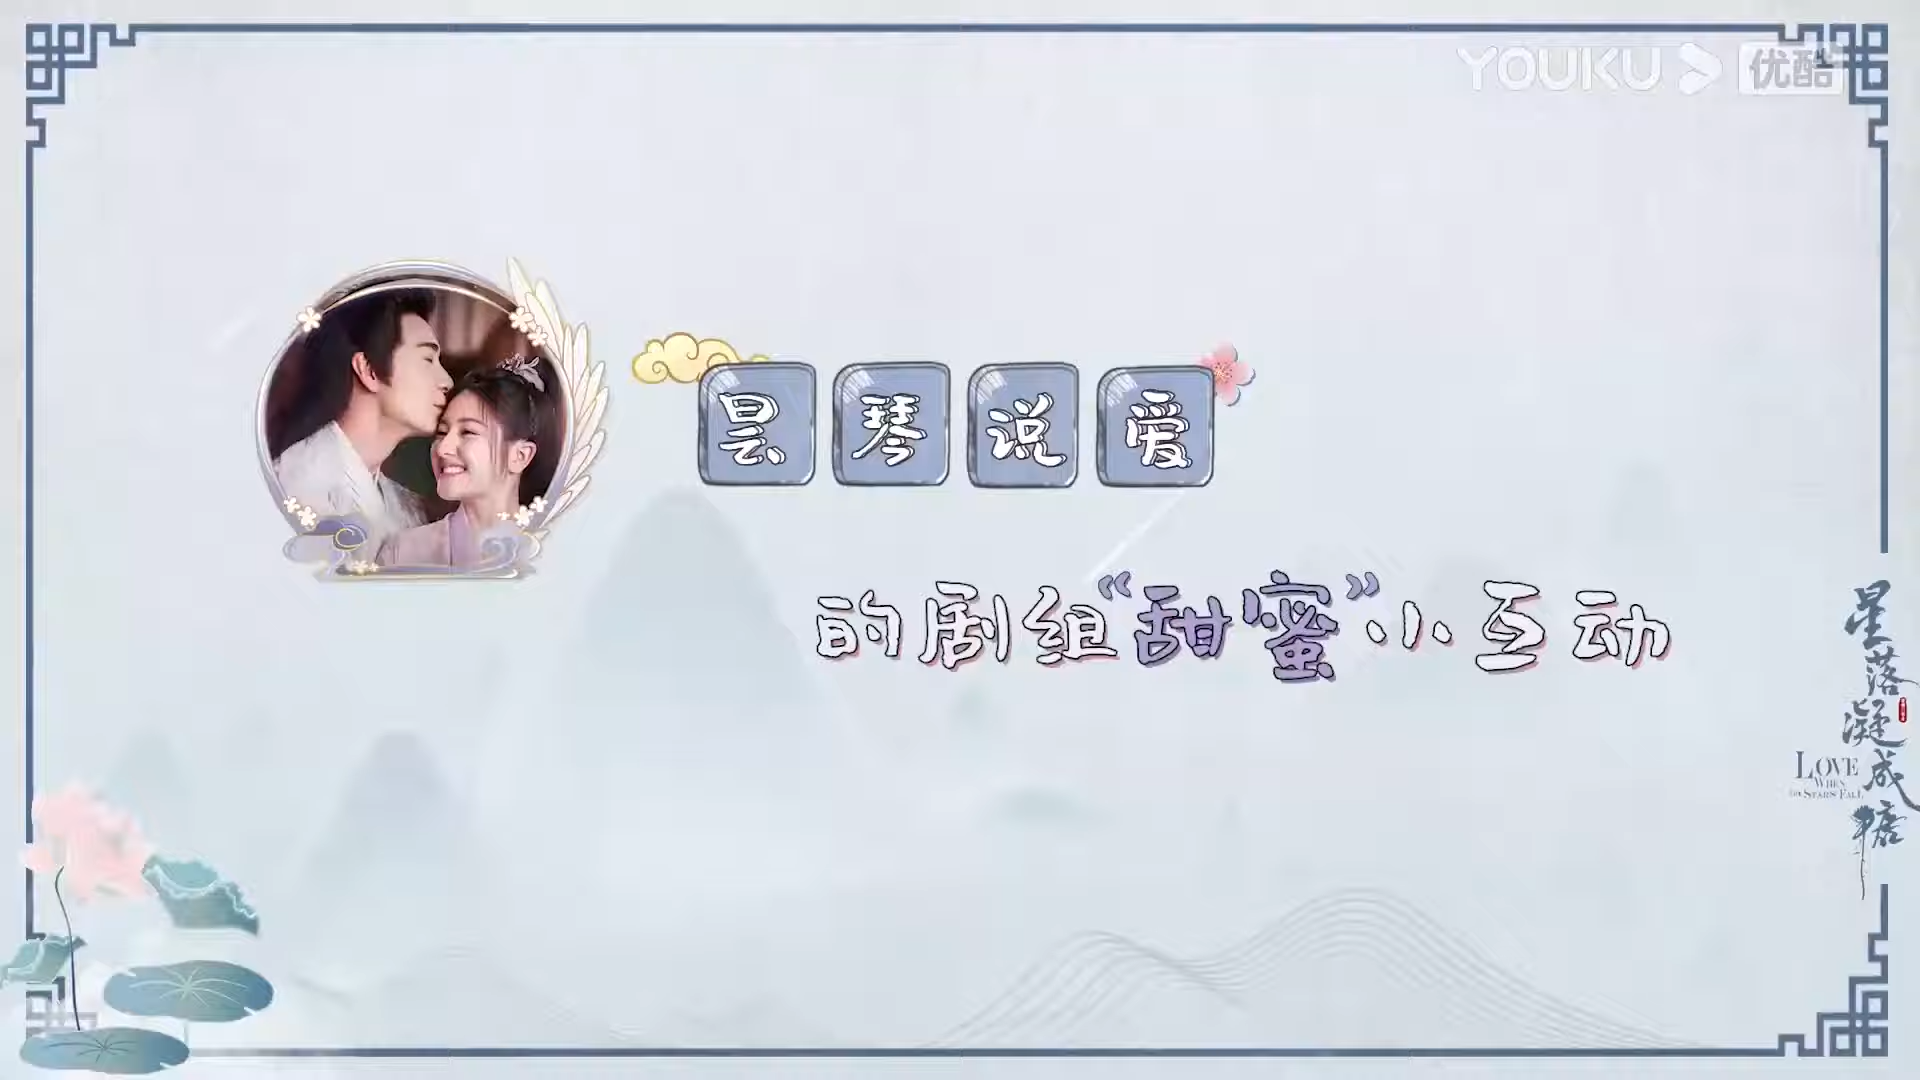 YOUKU 优酷
昙琴说爱
的剧组“甜蜜”小互动
星落凝成糖
LOVE
WHEN
THE STARS FALL